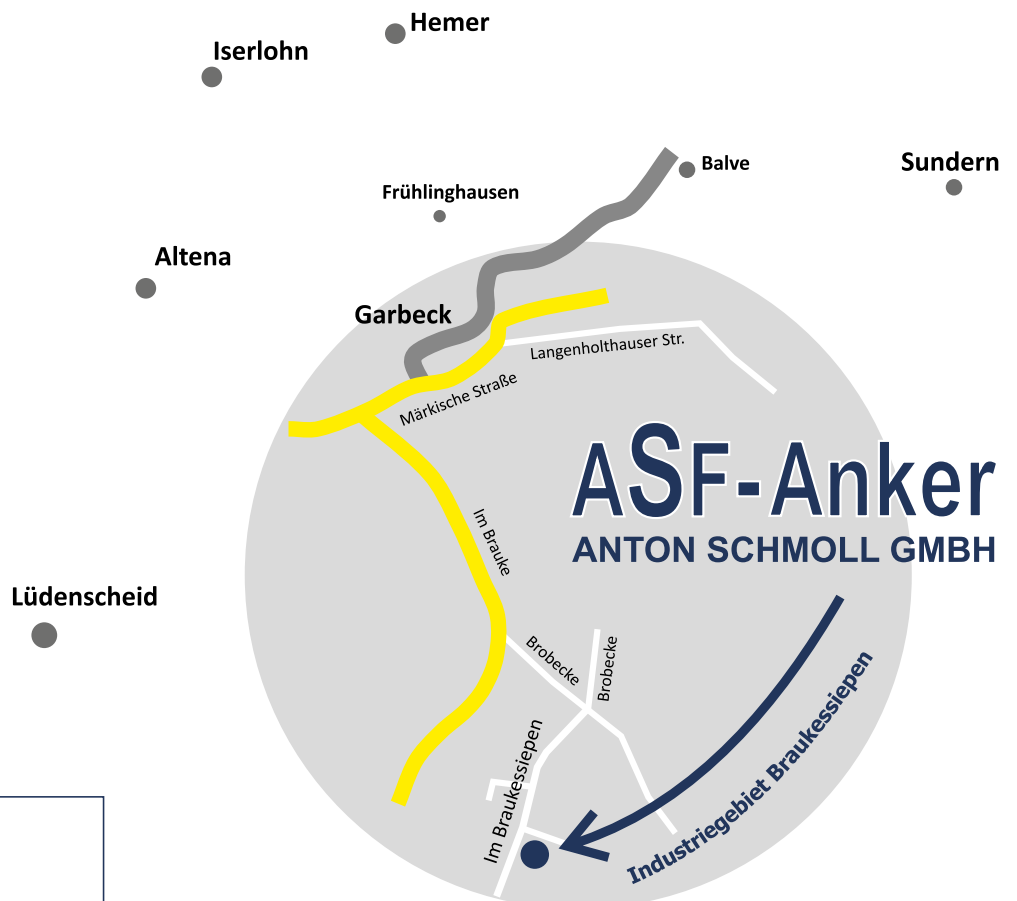 Hemer
Iserlohn
Balve
Sundern
Frühlinghausen
Altena
Garbeck
Langenholthauser Str.
Märkische Straße
ASF-Anker
ANTON SCHMOLL GMBH
Im Brauke
Lüdenscheid
Brobecke
Brobecke
Im Braukessiepen
Industriegebiet Braukessiepen